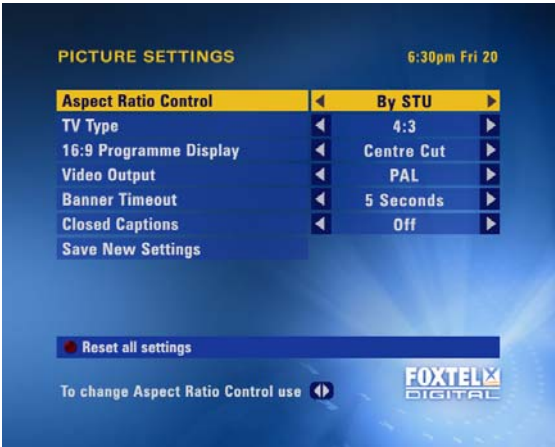 PICTURE SETTINGS 6:30pm Fri 20
Aspect Ratio Control By STU
TV Type 4:3
16:9 Programme Display Centre Cut
Video Output PAL
Banner Timeout 5 Seconds
Closed Captions Off
Save New Settings
Reset all settings
To change Aspect Ratio Control use
FOXTEL
DIGITAL